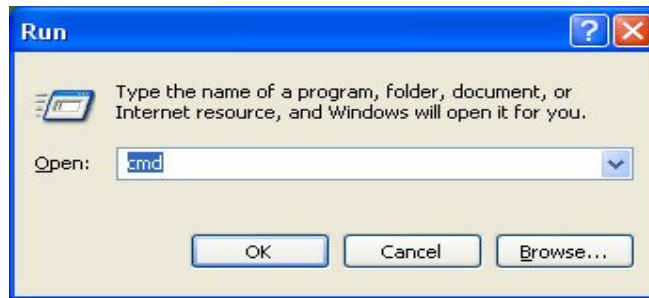 Run
Type the name of a program, folder, document, or
Internet resource, and Windows will open it for you.
Open: cmd
OK Cancel Browse...